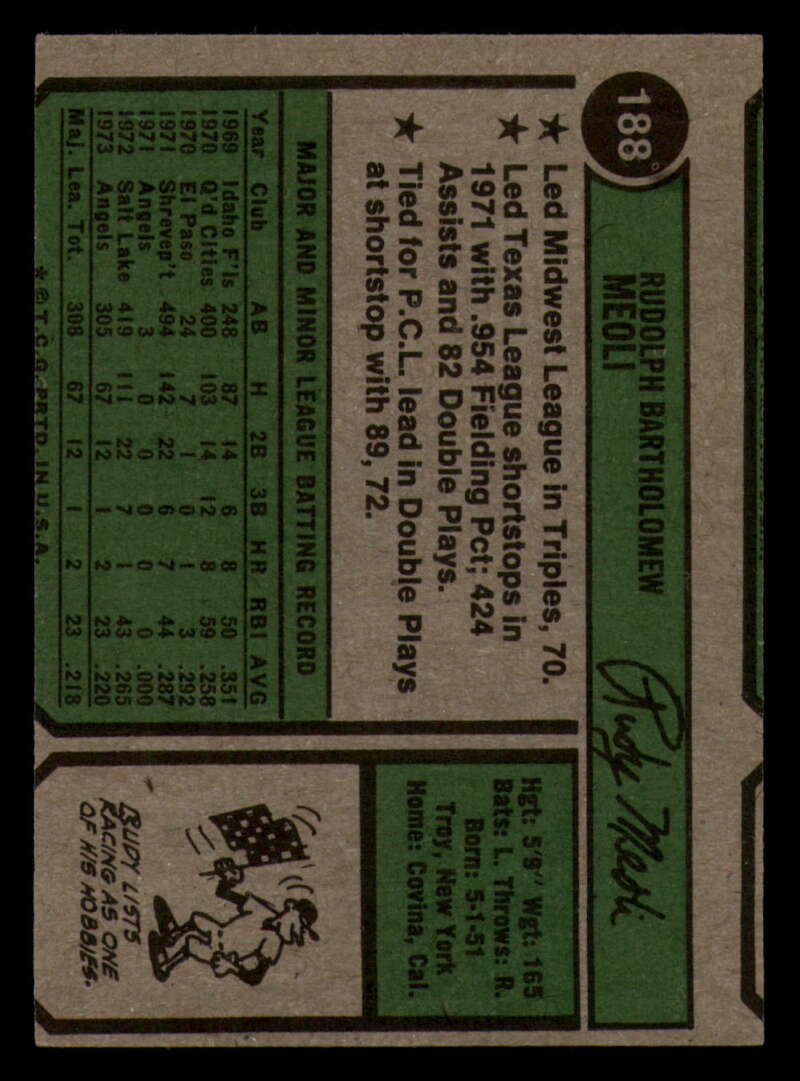 188
RUDOLPH BARTHOLOMEW
MEOLI
Rudy Meoli
★ Led Midwest League in Triples, 70.
★ Led Texas League shortstops in
1971 with .954 Fielding Pct; 424
Assists and 82 Double Plays.
★ Tied for P.C.L. lead in Double Plays
at shortstop with 89, 72.
Hgt: 5'9" Wgt: 165
Bats: L. Throws: R.
Born: 5-1-51
Troy, New York
Home: Covina, Cal.
MAJOR AND MINOR LEAGUE BATTING RECORD
Year Club AB H 2B 3B HR RBI AVG
1969 Idaho F'ls 248 87 14 6 8 50 .351
1970 Q'd Cities 400 103 14 12 8 59 .258
1970 El Paso 24 7 1 0 1 3 .292
1971 Shrevep't 494 142 22 6 7 44 .287
1971 Angels 3 0 0 0 0 0 .000
1972 Salt Lake 419 111 22 7 1 43 .265
1973 Angels 305 67 12 1 2 23 .220
Maj. Lea. Tot. 308 67 12 1 2 23 .218
* © T.C.G. PRTD. IN U.S.A.
RUDY LISTS
RACING AS ONE
OF HIS HOBBIES.